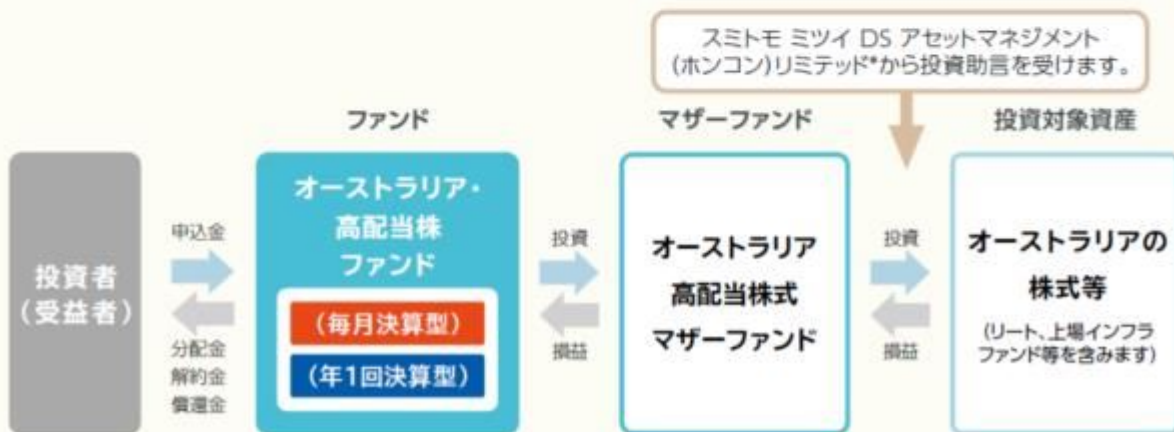 スミトモ ミツイ DS アセットマネジメント
(ホンコン)リミテッド*から投資助言を受けます。
ファンド
マザーファンド
投資対象資産
投資者
(受益者)
申込金
分配金
解約金
償還金
オーストラリア・
高配当株
ファンド
(毎月決算型)
(年1回決算型)
投資
損益
オーストラリア
高配当株式
マザーファンド
投資
損益
オーストラリアの
株式等
(リート、上場インフラ
ファンド等を含みます)